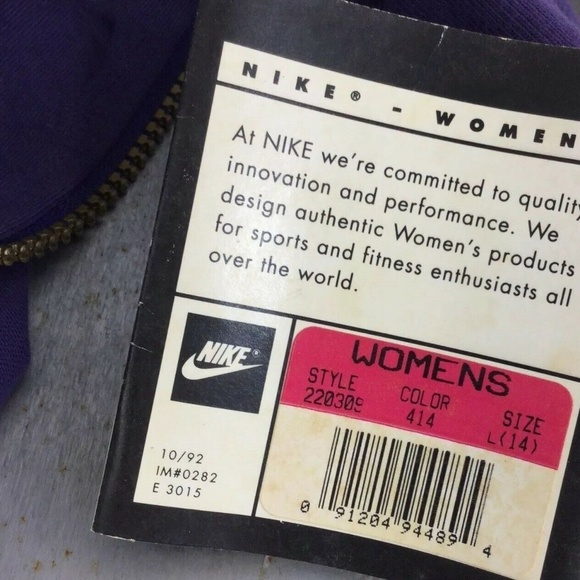 NIKE® - WOMEN
At NIKE we're committed to quality,
innovation and performance. We
design authentic Women's products
for sports and fitness enthusiasts all
over the world.
NIKE®
10/92
IM#0282
E 3015
WOMENS
STYLE COLOR SIZE
220309 414 L(14)
0 91204 94489 4